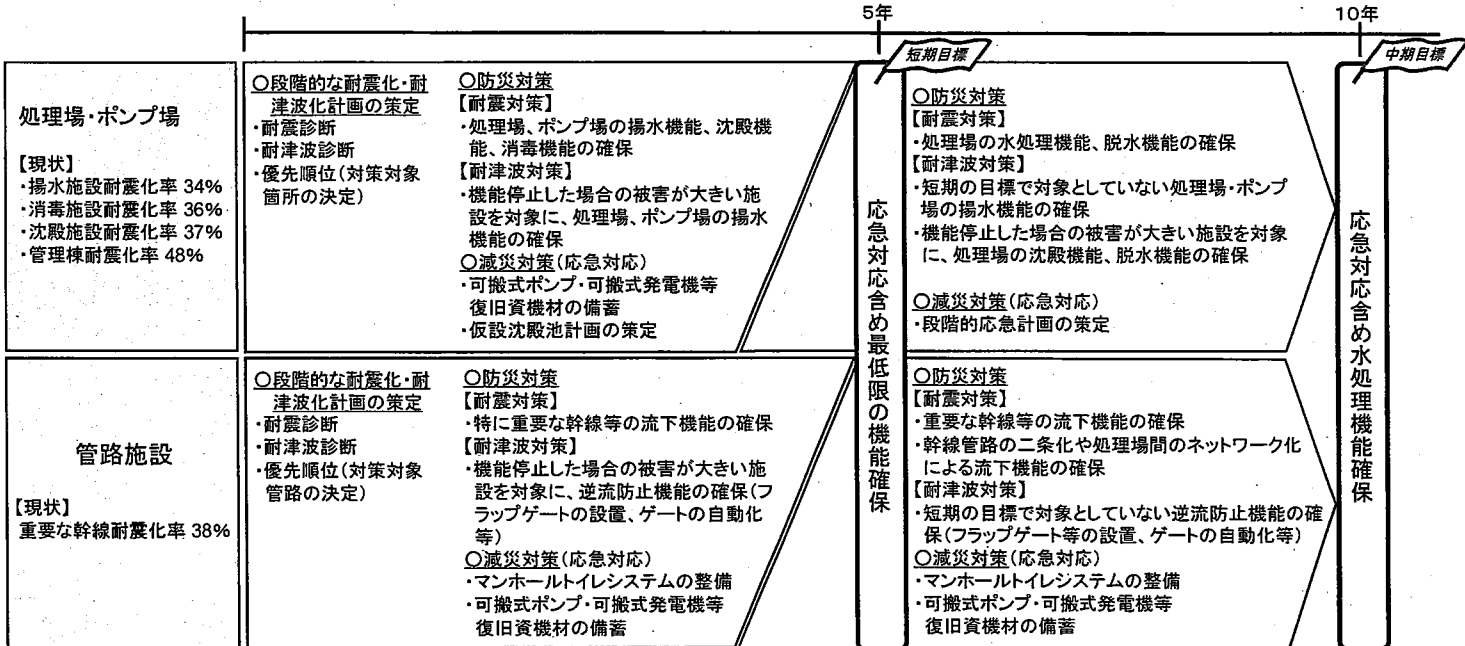 5年
10年
短期目標
中期目標
処理場・ポンプ場
【現状】
・揚水施設耐震化率 34%
・消毒施設耐震化率 36%
・沈殿施設耐震化率 37%
・管理棟耐震化率 48%
○段階的な耐震化・耐
津波化計画の策定
・耐震診断
・耐津波診断
・優先順位(対策対象
箇所の決定)
○防災対策
【耐震対策】
・処理場、ポンプ場の揚水機能、沈殿機
能、消毒機能の確保
【耐津波対策】
・機能停止した場合の被害が大きい施
設を対象に、処理場、ポンプ場の揚水
機能の確保
○減災対策(応急対応)
・可搬式ポンプ・可搬式発電機等
復旧資機材の備蓄
・仮設沈殿池計画の策定
応急対応含め最低限の機能確保
○防災対策
【耐震対策】
・処理場の水処理機能、脱水機能の確保
【耐津波対策】
・短期の目標で対象としていない処理場・ポンプ
場の揚水機能の確保
・機能停止した場合の被害が大きい施設を対象
に、処理場の沈殿機能、脱水機能の確保
○減災対策(応急対応)
・段階的応急計画の策定
応急対応含め水処理機能確保
管路施設
【現状】
重要な幹線耐震化率 38%
○段階的な耐震化・耐
津波化計画の策定
・耐震診断
・耐津波診断
・優先順位(対策対象
管路の決定)
○防災対策
【耐震対策】
・特に重要な幹線等の流下機能の確保
【耐津波対策】
・機能停止した場合の被害が大きい施
設を対象に、逆流防止機能の確保(フ
ラップゲートの設置、ゲートの自動化
等)
○減災対策(応急対応)
・マンホールトイレシステムの整備
・可搬式ポンプ・可搬式発電機等
復旧資機材の備蓄
○防災対策
【耐震対策】
・重要な幹線等の流下機能の確保
・幹線管路の二条化や処理場間のネットワーク化
による流下機能の確保
【耐津波対策】
・短期の目標で対象としていない逆流防止機能の確
保(フラップゲート等の設置、ゲートの自動化等)
○減災対策(応急対応)
・マンホールトイレシステムの整備
・可搬式ポンプ・可搬式発電機等
復旧資機材の備蓄